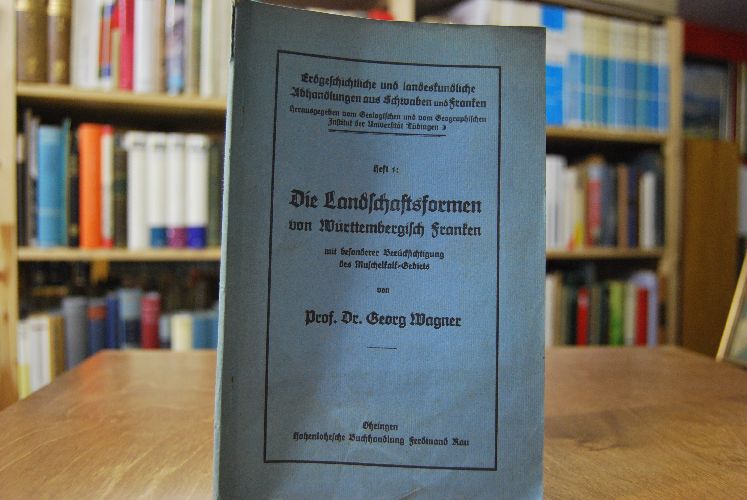 Erdgeschichtliche und landeskundliche
Abhandlungen aus Schwaben und Franken
Herausgegeben vom Geologischen und vom Geographischen
Institut der Universität Tübingen
Heft 1:
Die Landschaftsformen
von Württembergisch Franken
mit besonderer Berücksichtigung
des Muschelkalk-Gebiets
von
Prof. Dr. Georg Wagner
Öhringen
Hohenlohesche Buchhandlung Ferdinand Rau